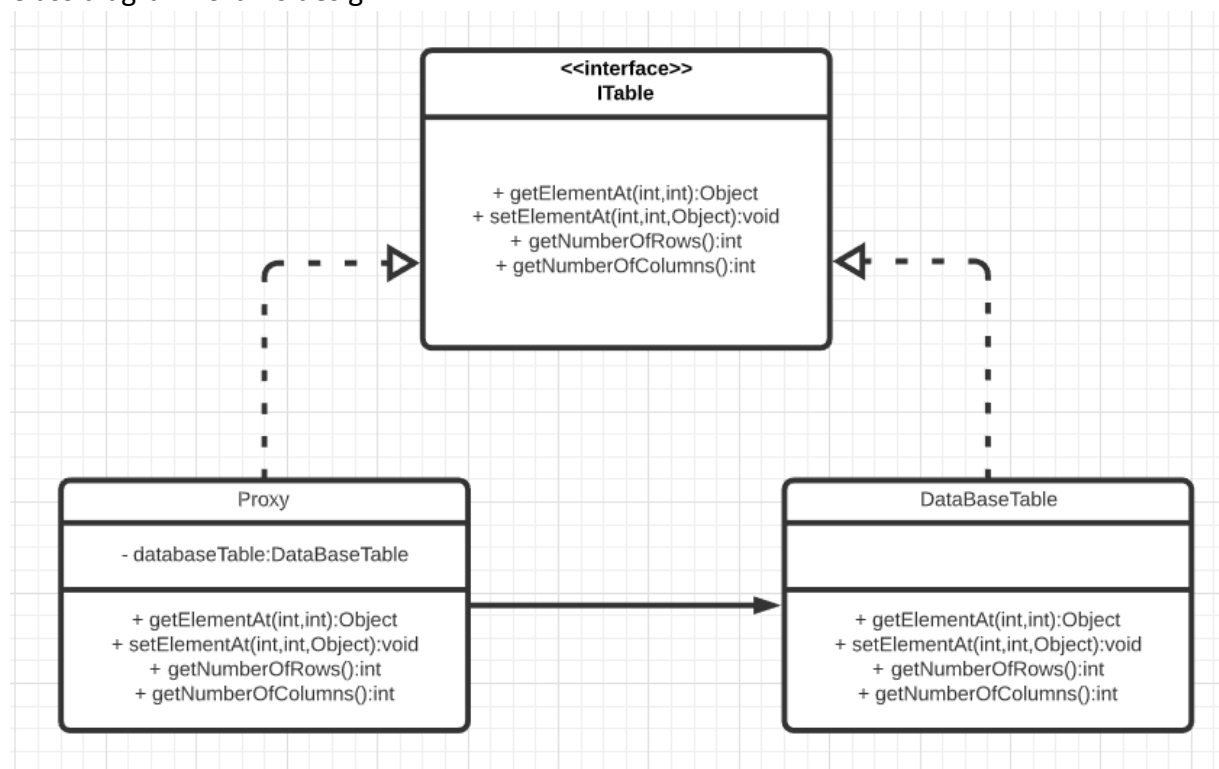 <<interface>>
ITable
+ getElementAt(int,int):Object
+ setElementAt(int,int,Object):void
+ getNumberOfRows():int
+ getNumberOfColumns():int
Proxy
- databaseTable:DataBaseTable
+ getElementAt(int,int):Object
+ setElementAt(int,int,Object):void
+ getNumberOfRows():int
+ getNumberOfColumns():int
DataBaseTable
+ getElementAt(int,int):Object
+ setElementAt(int,int,Object):void
+ getNumberOfRows():int
+ getNumberOfColumns():int